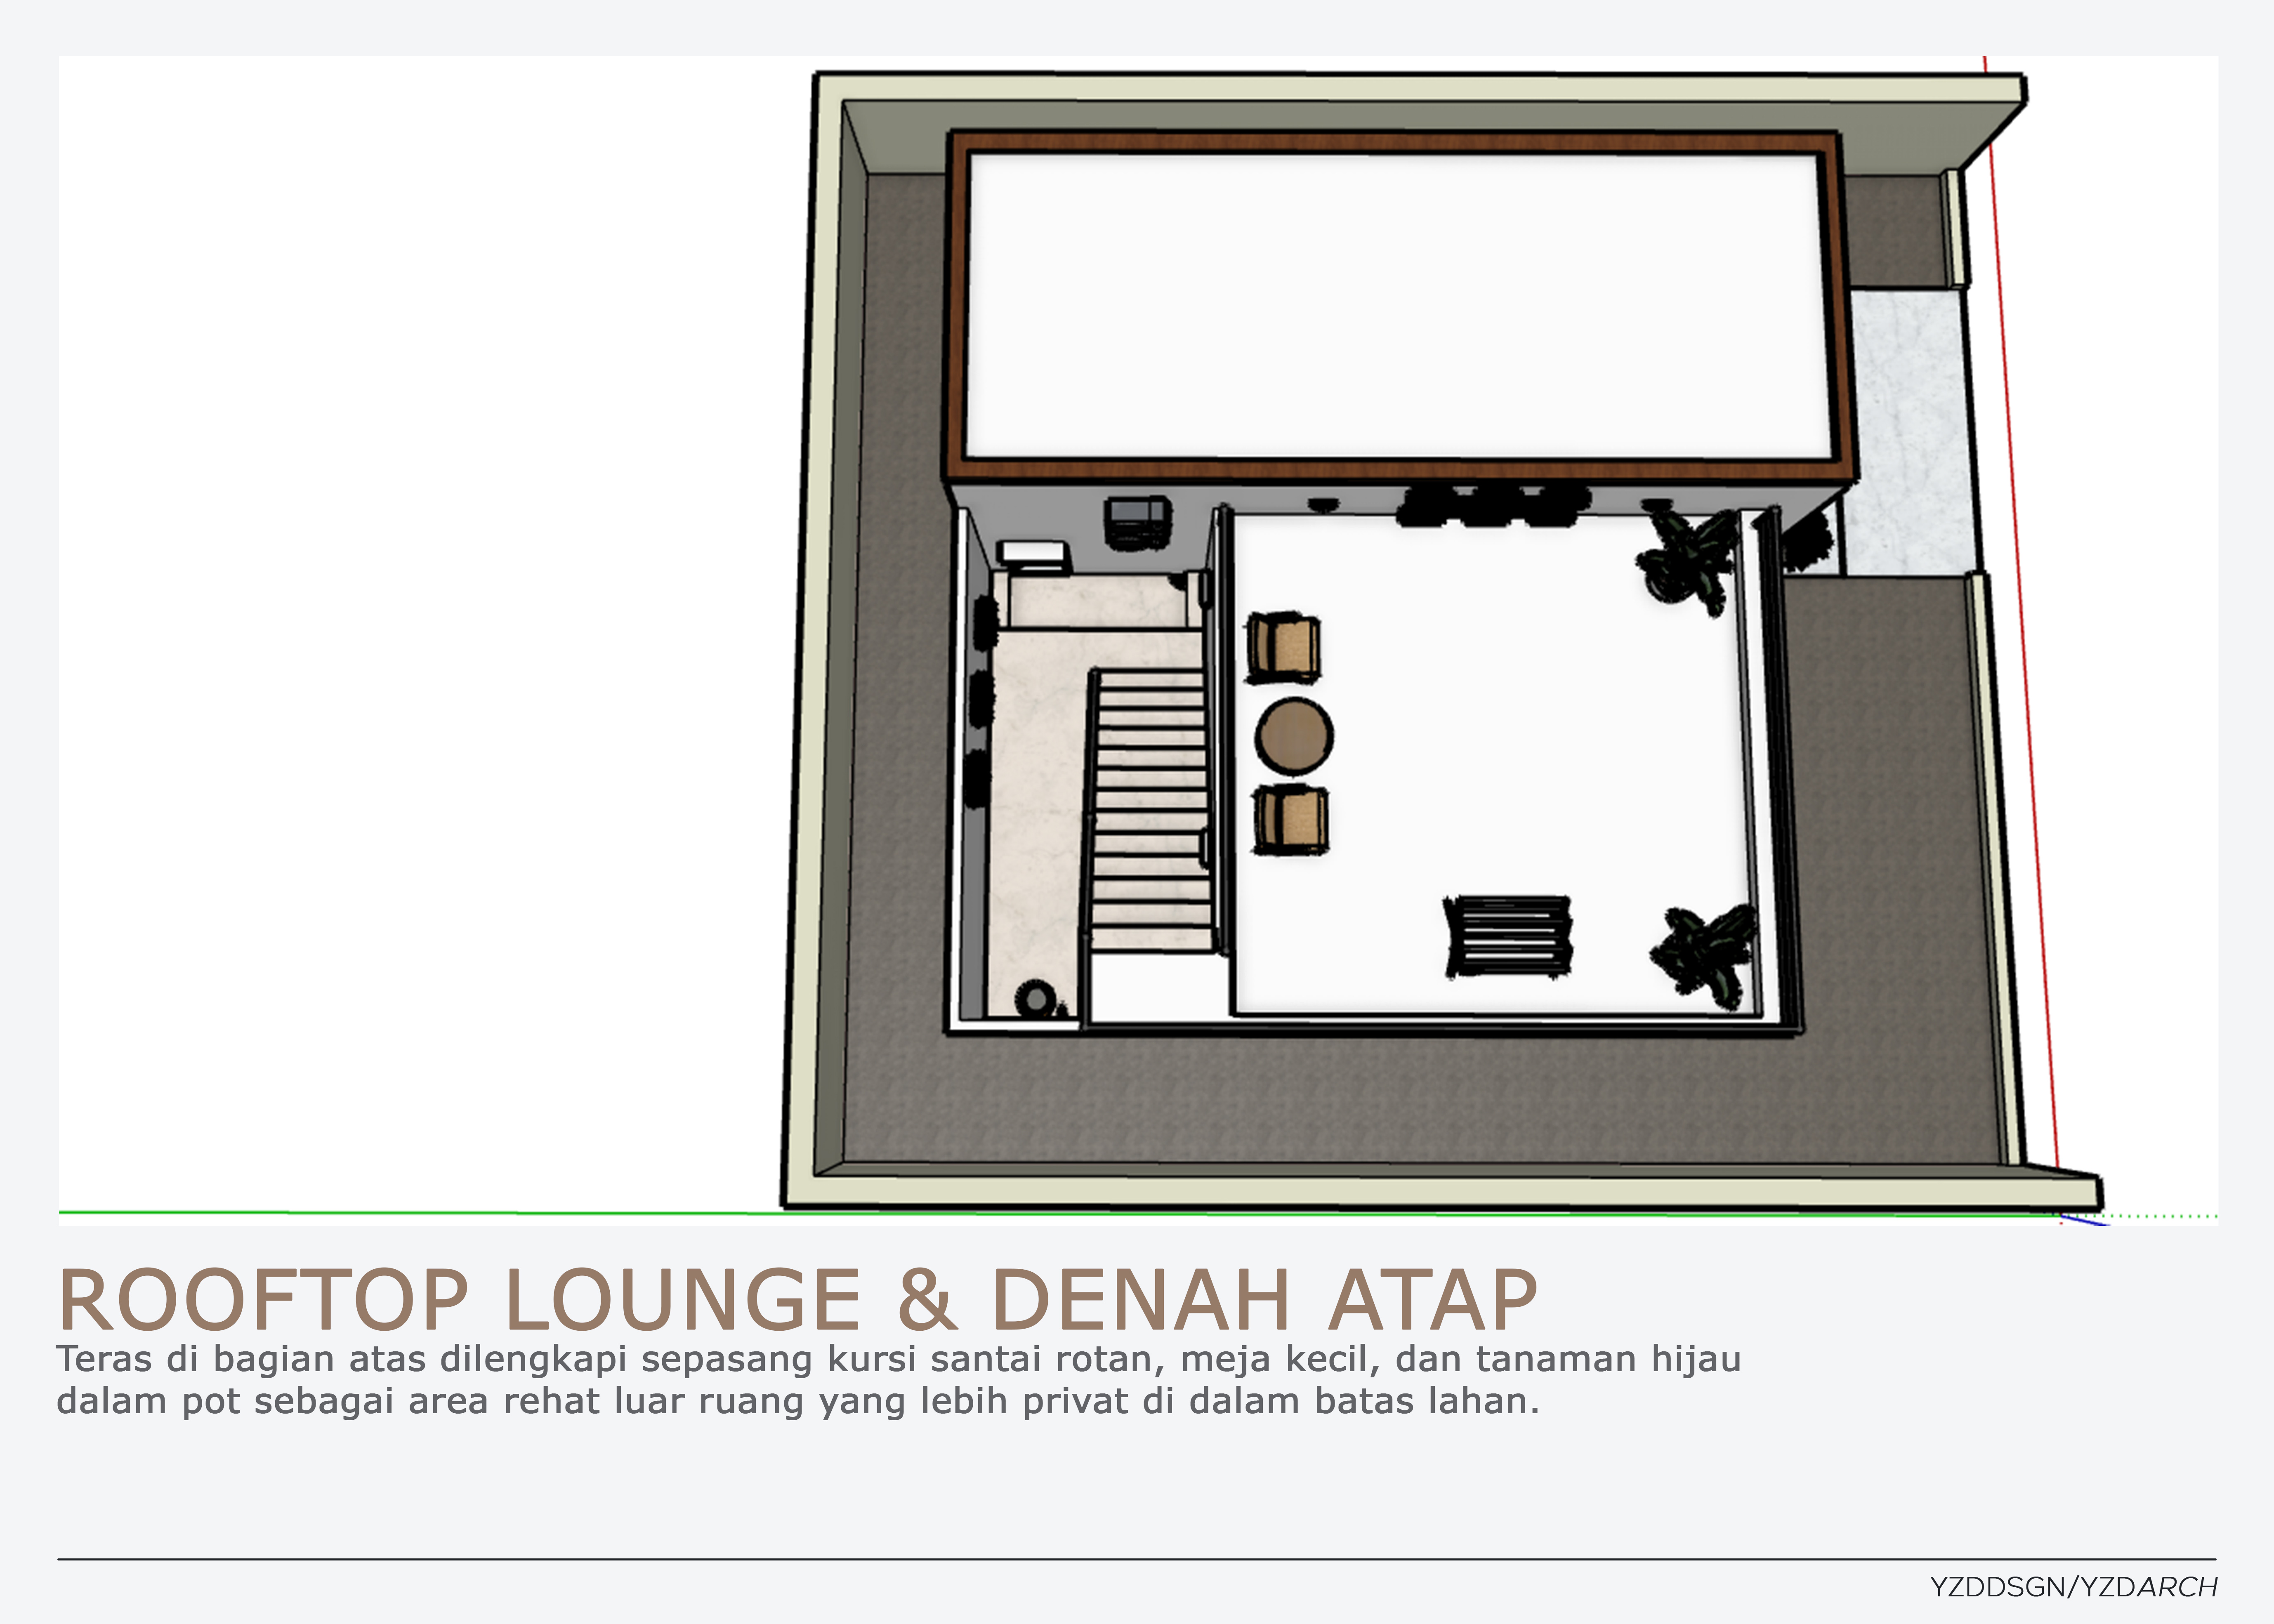 ROOFTOP LOUNGE & DENAH ATAP
Teras di bagian atas dilengkapi sepasang kursi santai rotan, meja kecil, dan tanaman hijau
dalam pot sebagai area rehat luar ruang yang lebih privat di dalam batas lahan.
YZDDSGN/YZDARCH